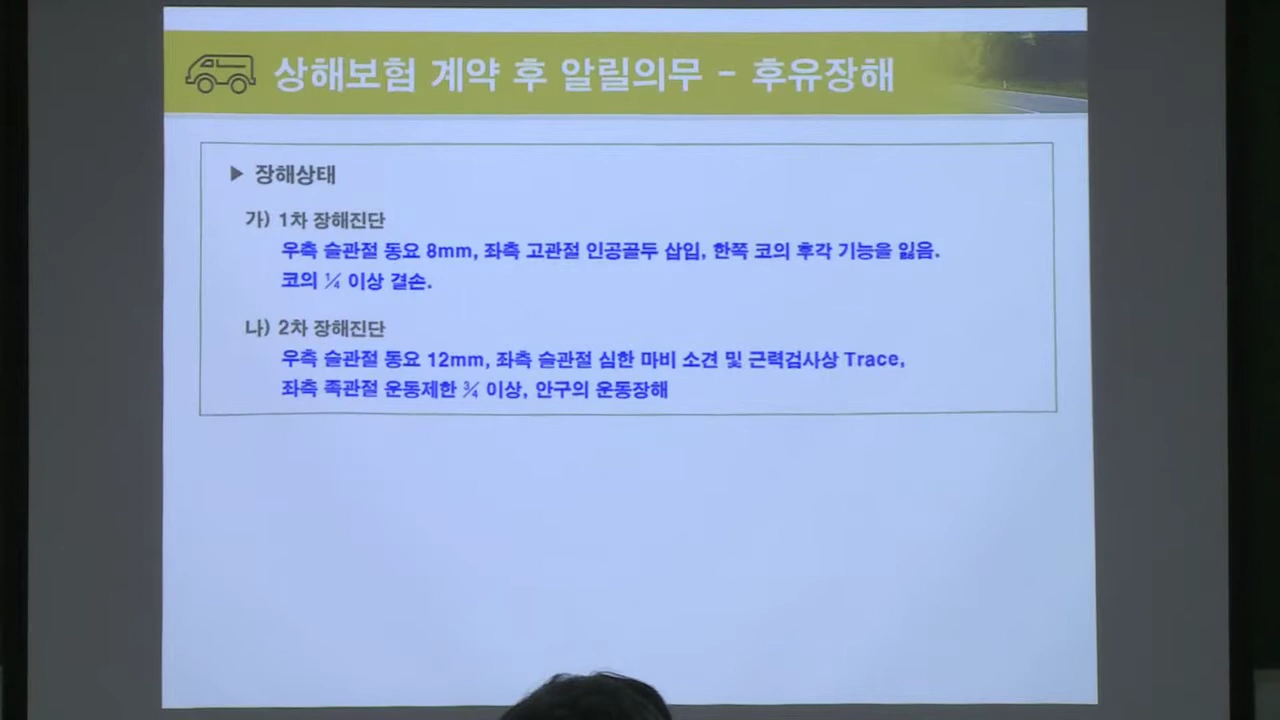 상해보험 계약 후 알릴의무 - 후유장해
▶ 장해상태
가) 1차 장해진단
우측 슬관절 동요 8mm, 좌측 고관절 인공골두 삽입, 한쪽 코의 후각 기능을 잃음.
코의 ¼ 이상 결손.
나) 2차 장해진단
우측 슬관절 동요 12mm, 좌측 슬관절 심한 마비 소견 및 근력검사상 Trace,
좌측 족관절 운동제한 ¾ 이상, 안구의 운동장해